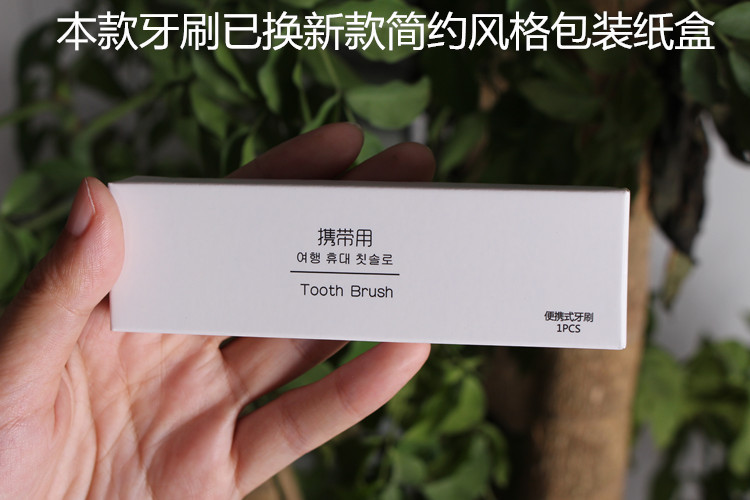 本款牙刷已换新款简约风格包装纸盒
携带用
여행 휴대 칫솔로
Tooth Brush
便携式牙刷
1PCS